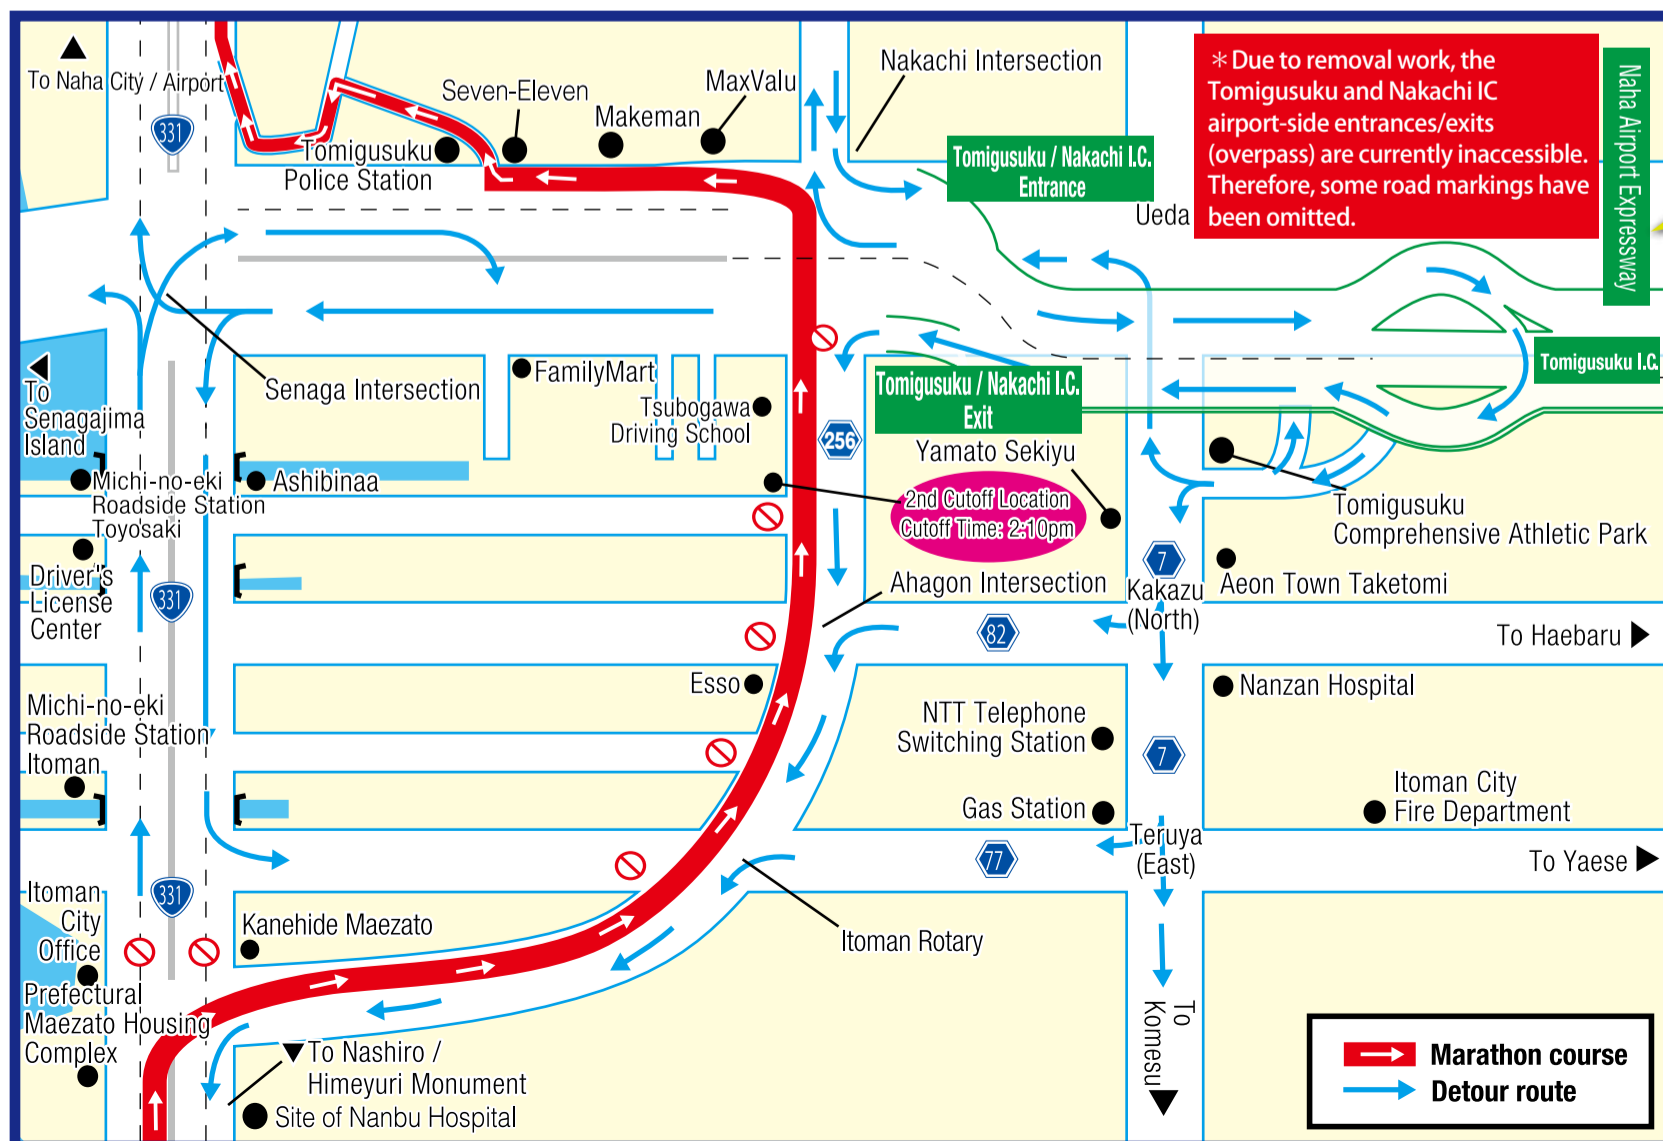 To Naha City / Airport
331
Seven-Eleven
Makeman
MaxValu
Nakachi Intersection
Tomigusuku
Police Station
Tomigusuku / Nakachi I.C.
Entrance
Ueda
＊Due to removal work, the
Tomigusuku and Nakachi IC
airport-side entrances/exits
(overpass) are currently inaccessible.
Therefore, some road markings have
been omitted.
Naha Airport Expressway
Tomigusuku I.C.
To
Senagajima
Island
Senaga Intersection
FamilyMart
Tsubogawa
Driving School
256
Tomigusuku / Nakachi I.C.
Exit
Yamato Sekiyu
2nd Cutoff Location
Cutoff Time: 2:10pm
Tomigusuku
Comprehensive Athletic Park
Michi-no-eki
Roadside Station
Toyosaki
Ashibinaa
Driver's
License
Center
331
Ahagon Intersection
7
Kakazu
(North)
Aeon Town Taketomi
82
To Haebaru
Esso
Nanzan Hospital
Michi-no-eki
Roadside Station
Itoman
NTT Telephone
Switching Station
7
Gas Station
Itoman City
Fire Department
Teruya
(East)
77
To Yaese
331
Itoman
City
Office
Kanehide Maezato
Itoman Rotary
Prefectural
Maezato Housing
Complex
To Nashiro /
Himeyuri Monument
Site of Nanbu Hospital
To
Komesu
Marathon course
Detour route